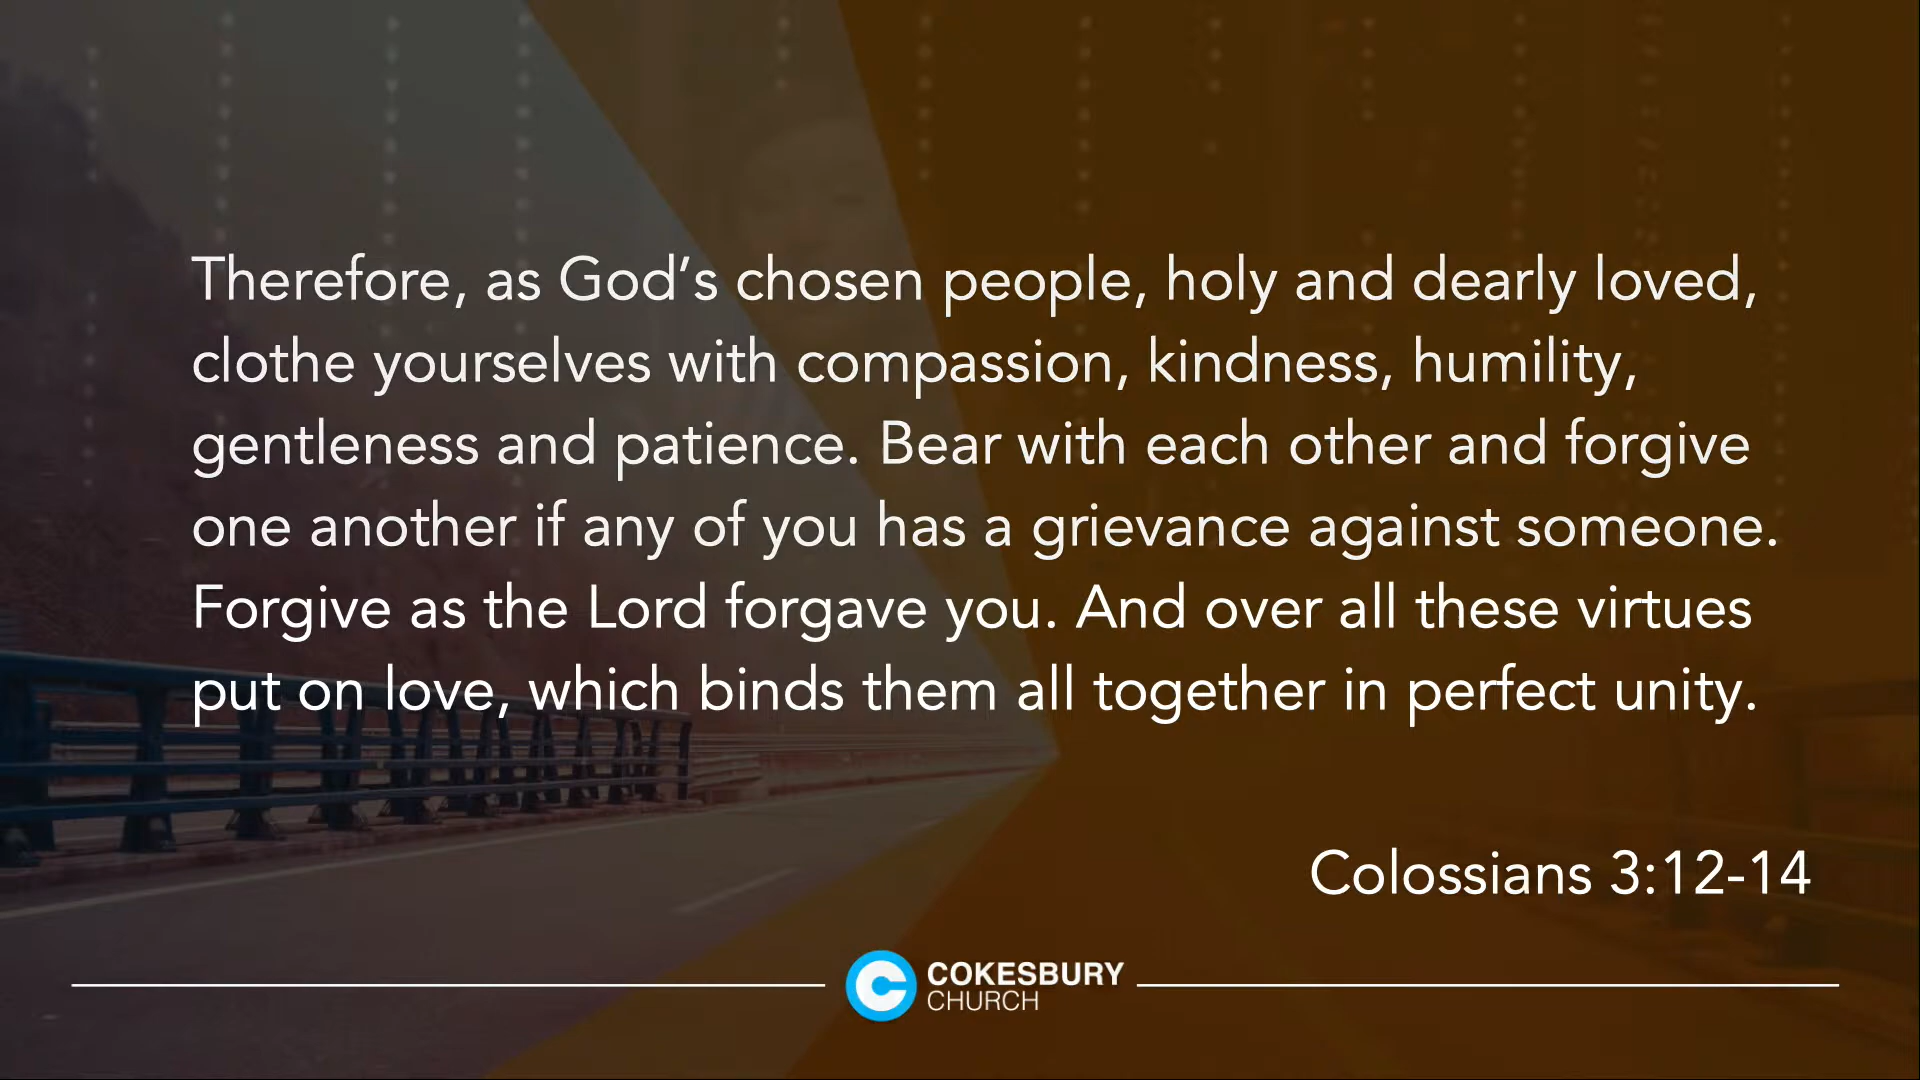 Therefore, as God’s chosen people, holy and dearly loved,
clothe yourselves with compassion, kindness, humility,
gentleness and patience. Bear with each other and forgive
one another if any of you has a grievance against someone.
Forgive as the Lord forgave you. And over all these virtues
put on love, which binds them all together in perfect unity.
Colossians 3:12-14
COKESBURY
CHURCH